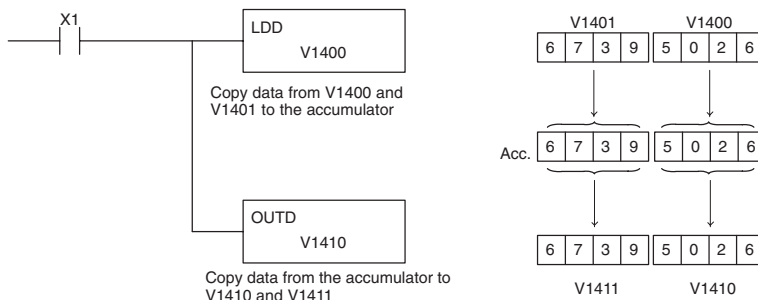 X1
LDD
V1400
Copy data from V1400 and
V1401 to the accumulator
OUTD
V1410
Copy data from the accumulator to
V1410 and V1411
V1401 V1400
6 7 3 9 5 0 2 6
Acc. 6 7 3 9 5 0 2 6
6 7 3 9 5 0 2 6
V1411 V1410